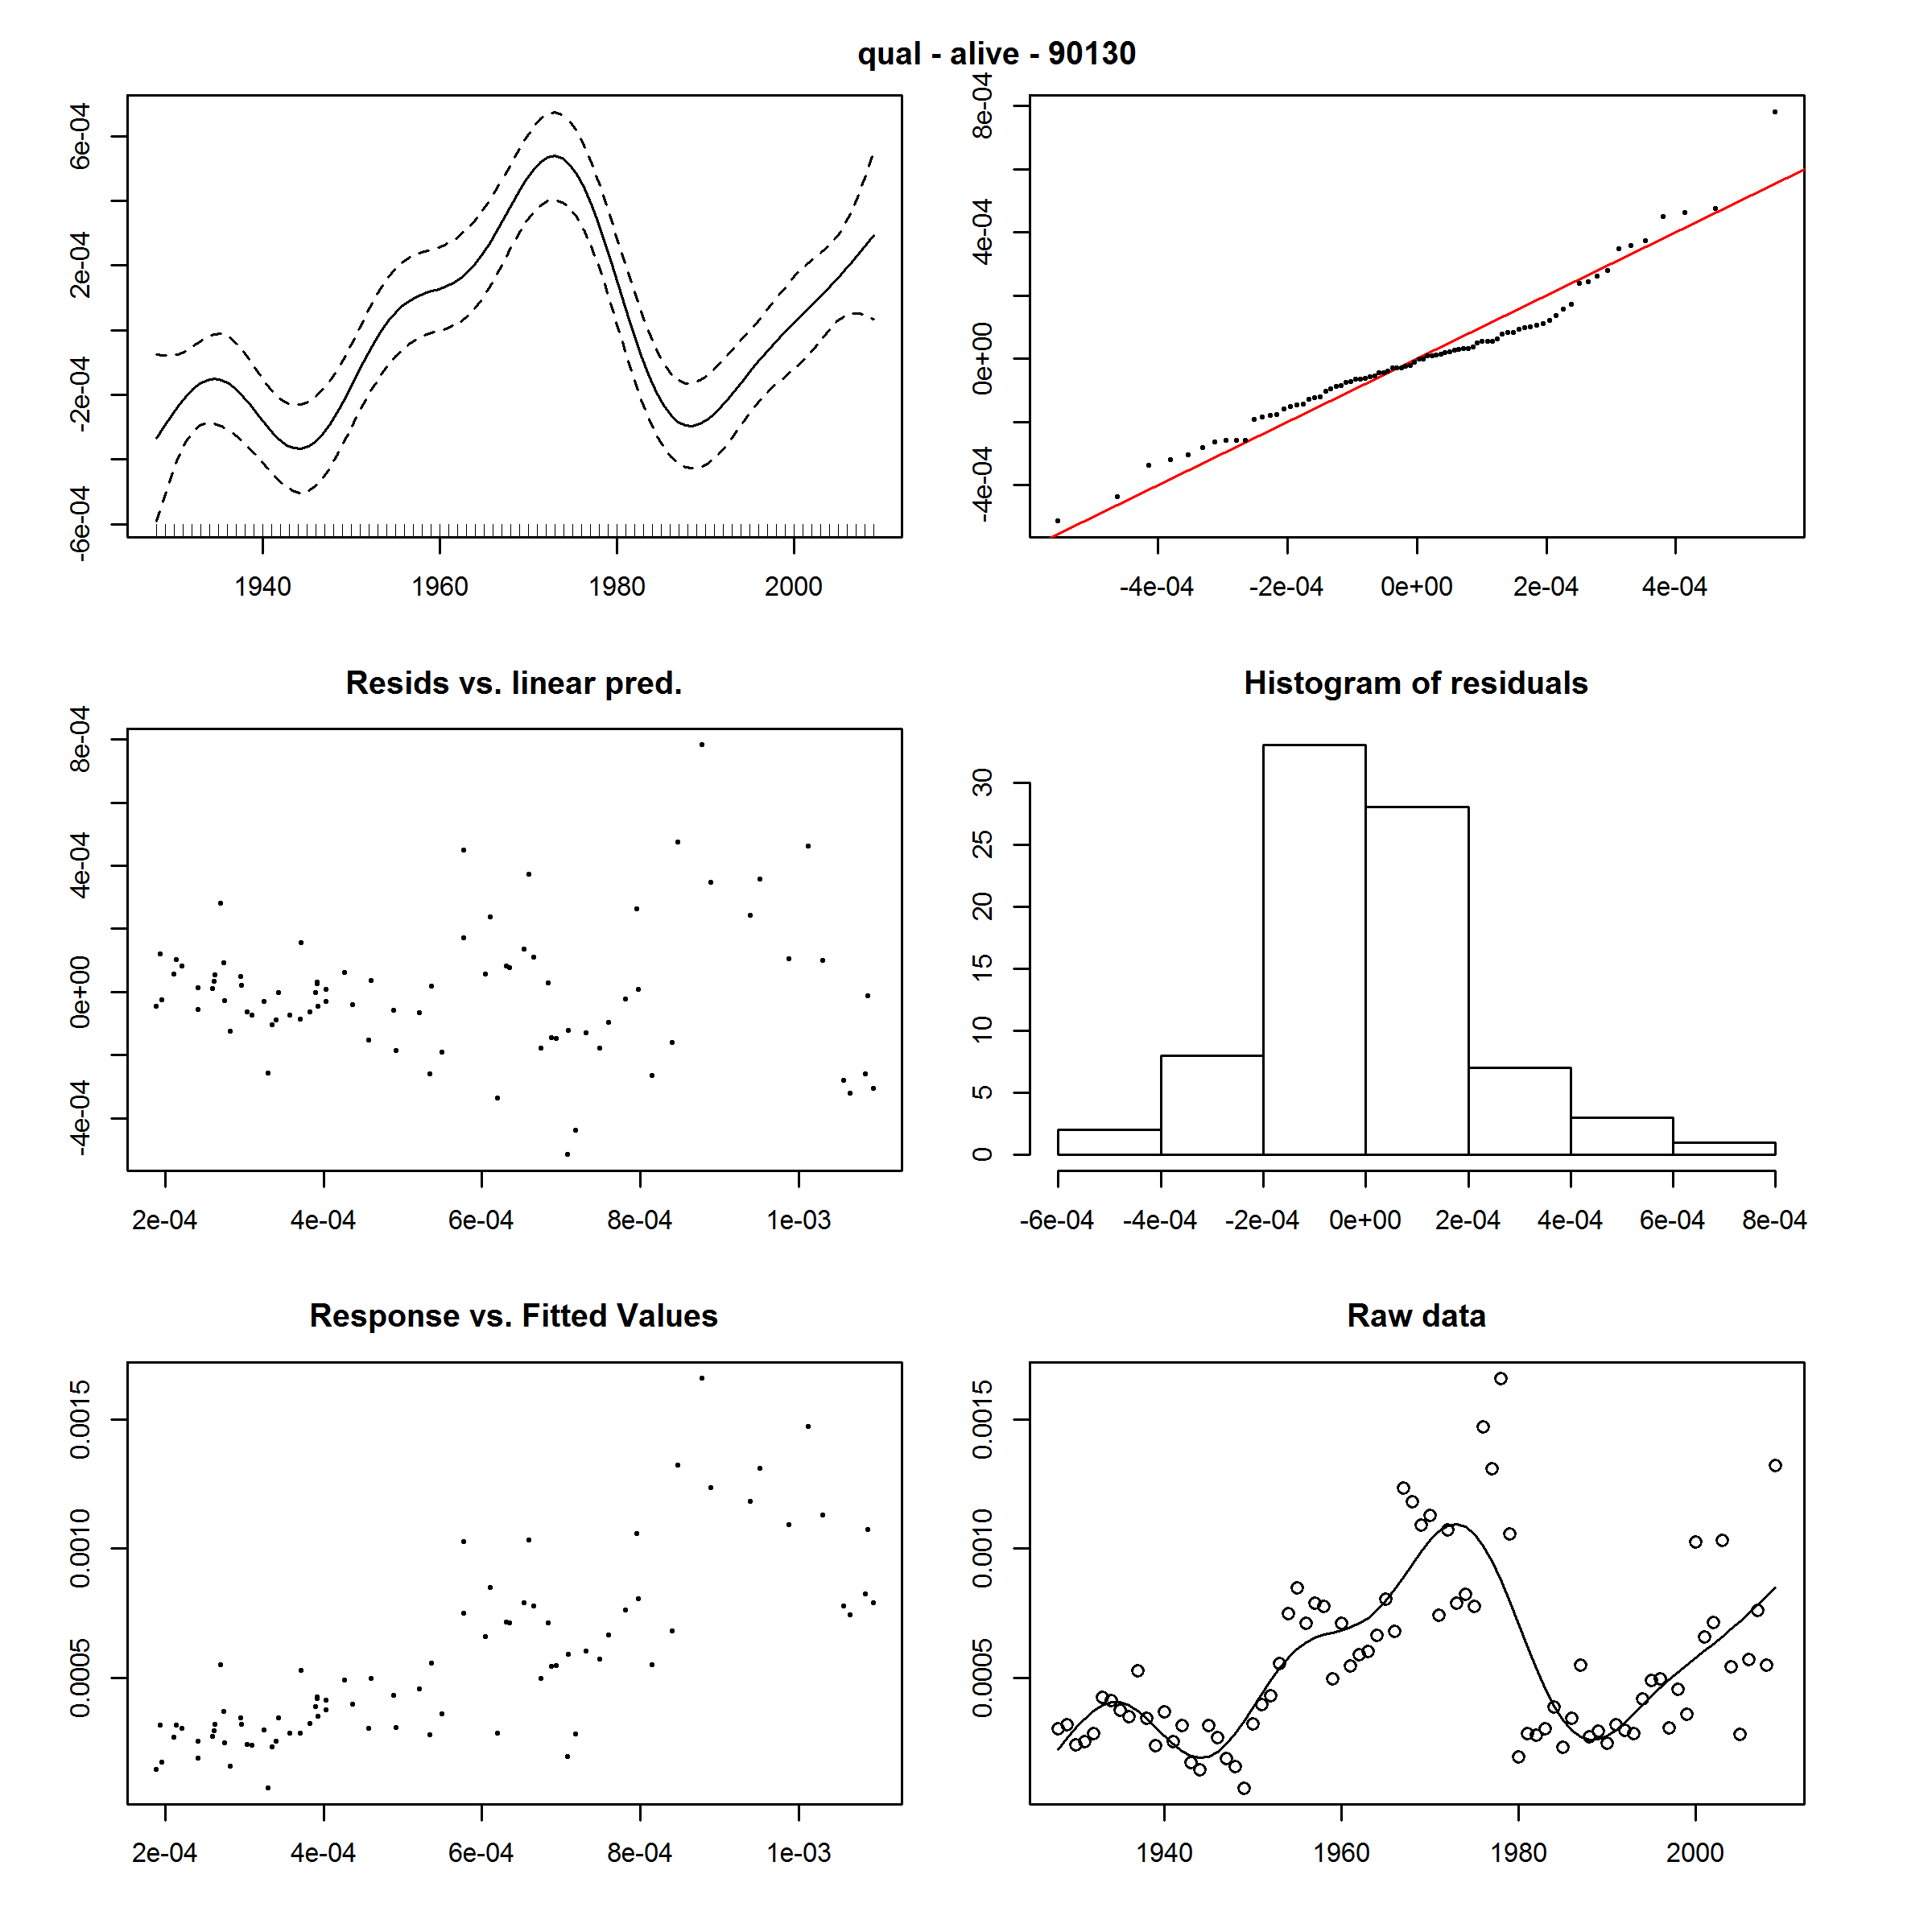 qual - alive - 90130
6e-04
2e-04
-2e-04
-6e-04
1940 1960 1980 2000
8e-04
4e-04
0e+00
-4e-04
-4e-04 -2e-04 0e+00 2e-04 4e-04
Resids vs. linear pred.
8e-04
4e-04
0e+00
-4e-04
2e-04 4e-04 6e-04 8e-04 1e-03
Histogram of residuals
30
25
20
15
10
5
0
-6e-04 -4e-04 -2e-04 0e+00 2e-04 4e-04 6e-04 8e-04
Response vs. Fitted Values
0.0015
0.0010
0.0005
2e-04 4e-04 6e-04 8e-04 1e-03
Raw data
0.0015
0.0010
0.0005
1940 1960 1980 2000